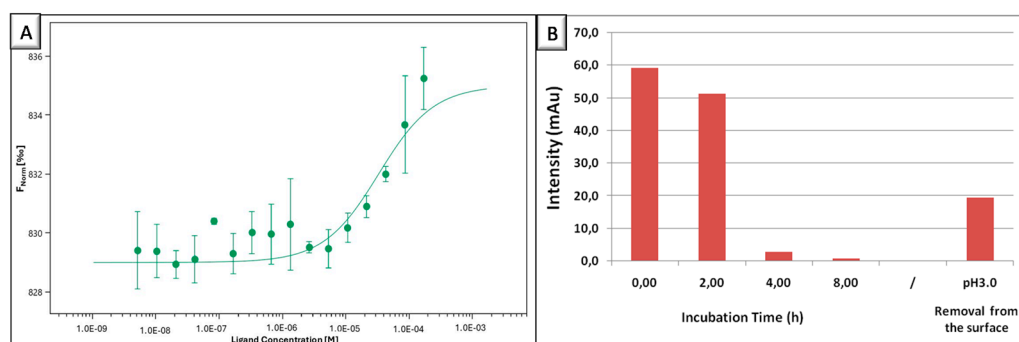 A
836
834
832
830
828
F_Norm [‰]
1.0E-09
1.0E-08
1.0E-07
1.0E-06
1.0E-05
1.0E-04
1.0E-03
Ligand Concentration [M]
B
70,0
60,0
50,0
40,0
30,0
20,0
10,0
0,0
Intensity (mAu)
0,00
2,00
4,00
8,00
/
pH3.0
Incubation Time (h)
Removal from
the surface